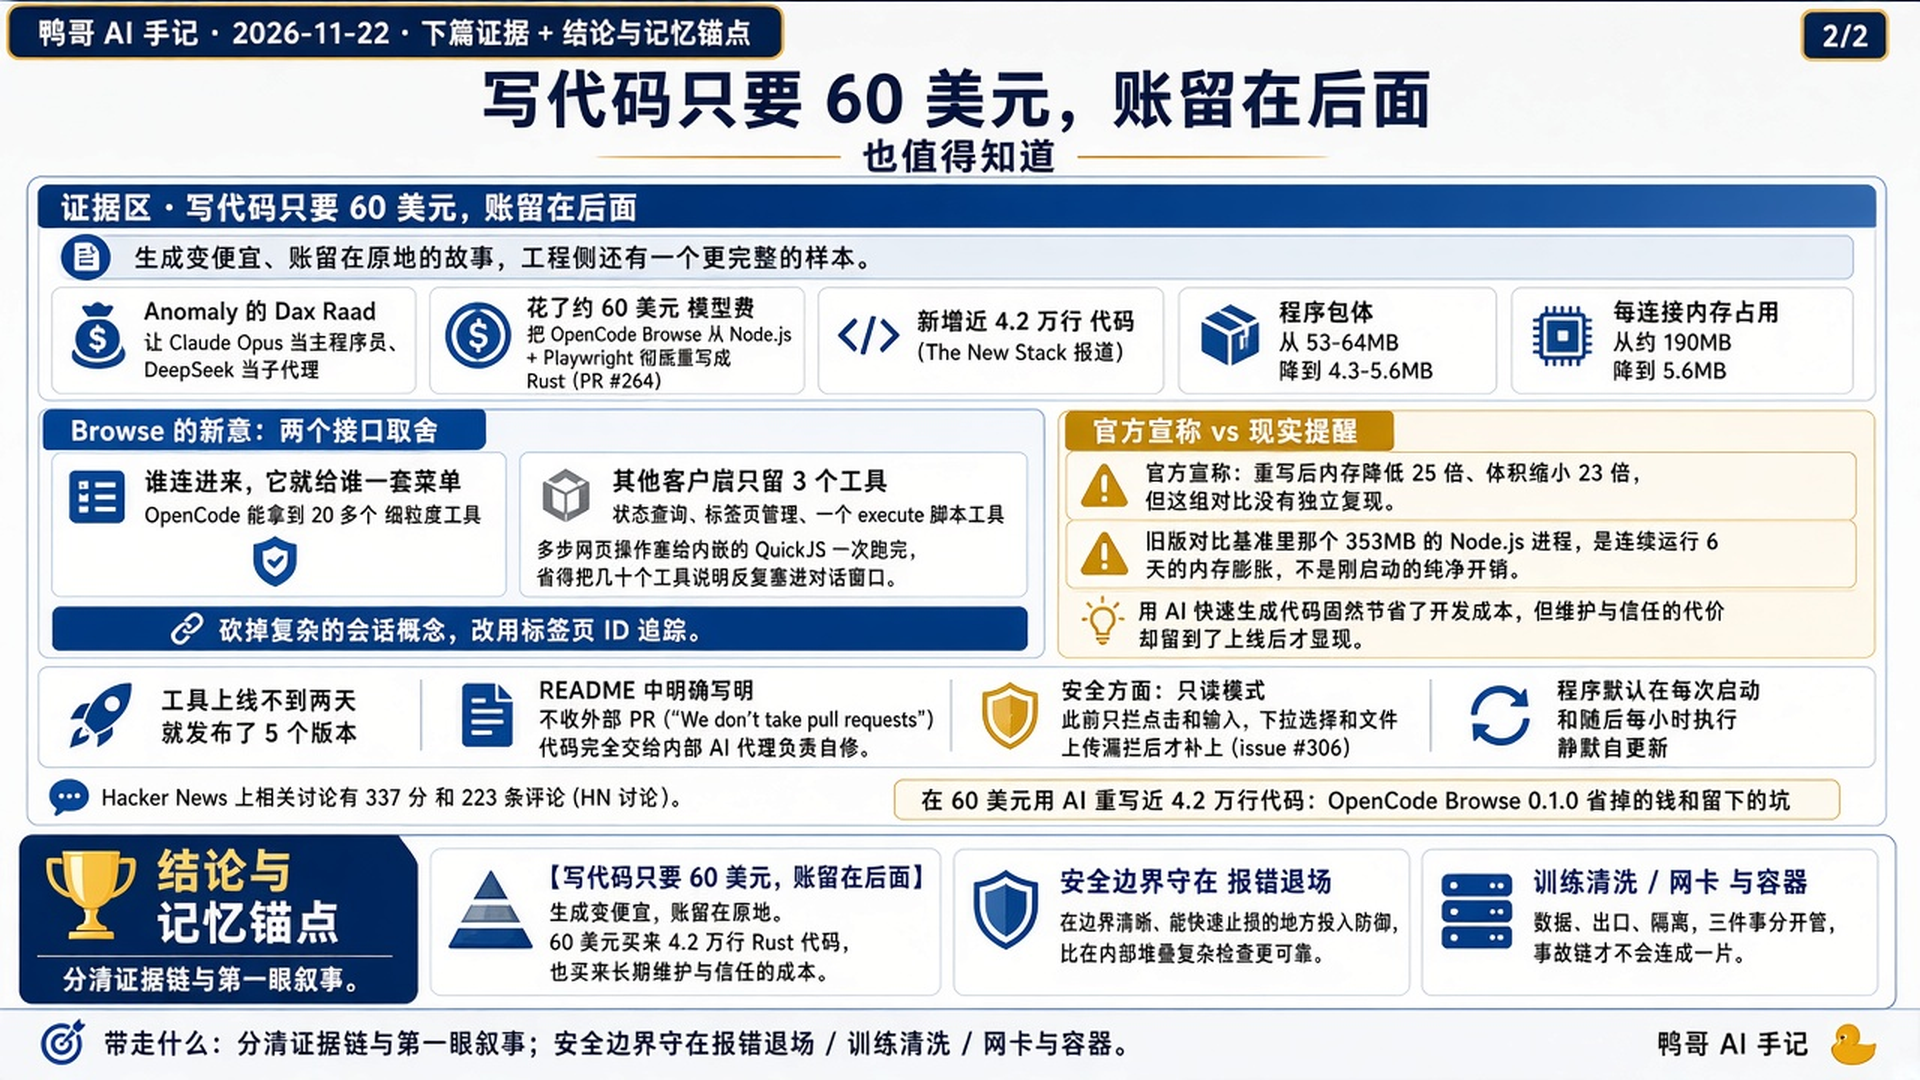 鸭哥 AI 手记 · 2026-11-22 · 下篇证据 + 结论与记忆锚点
2/2
写代码只要 60 美元，账留在后面
也值得知道
证据区 · 写代码只要 60 美元，账留在后面
生成变便宜、账留在原地的故事，工程侧还有一个更完整的样本。
Anomaly 的 Dax Raad
让 Claude Opus 当主程序员、
DeepSeek 当子代理
花了约 60 美元 模型费
把 OpenCode Browse 从 Node.js
+ Playwright 彻底重写成
Rust (PR #264)
新增近 4.2 万行 代码
(The New Stack 报道)
程序包体
从 53-64MB
降到 4.3-5.6MB
每连接内存占用
从约 190MB
降到 5.6MB
Browse 的新意：两个接口取舍
谁连进来，它就给谁一套菜单
OpenCode 能拿到 20 多个 细粒度工具
其他客户端只留 3 个工具
状态查询、标签页管理、一个 execute 脚本工具
多步网页操作塞给内嵌的 QuickJS 一次跑完，
省得把几十个工具说明反复塞进对话窗口。
砍掉复杂的会话概念，改用标签页 ID 追踪。
官方宣称 vs 现实提醒
官方宣称：重写后内存降低 25 倍、体积缩小 23 倍，
但这组对比没有独立复现。
旧版对比基准里那个 353MB 的 Node.js 进程，是连续运行 6
天的内存膨胀，不是刚启动的纯净开销。
用 AI 快速生成代码固然节省了开发成本，但维护与信任的代价
却留到了上线后才显现。
工具上线不到两天
就发布了 5 个版本
README 中明确写明
不收外部 PR (“We don’t take pull requests”)
代码完全交给内部 AI 代理负责自修。
安全方面：只读模式
此前只拦点击和输入，下拉选择和文件
上传漏拦后才补上 (issue #306)
程序默认在每次启动
和随后每小时执行
静默自更新
Hacker News 上相关讨论有 337 分 和 223 条评论 (HN 讨论)。
在 60 美元用 AI 重写近 4.2 万行代码：OpenCode Browse 0.1.0 省掉的钱和留下的坑
结论与
记忆锚点
分清证据链与第一眼叙事。
【写代码只要 60 美元，账留在后面】
生成变便宜，账留在原地。
60 美元买来 4.2 万行 Rust 代码，
也买来长期维护与信任的成本。
安全边界守在 报错退场
在边界清晰、能快速止损的地方投入防御，
比在内部堆叠复杂检查更可靠。
训练清洗 / 网卡 与容器
数据、出口、隔离，三件事分开管，
事故链才不会连成一片。
带走什么：分清证据链与第一眼叙事；安全边界守在报错退场 / 训练清洗 / 网卡与容器。
鸭哥 AI 手记